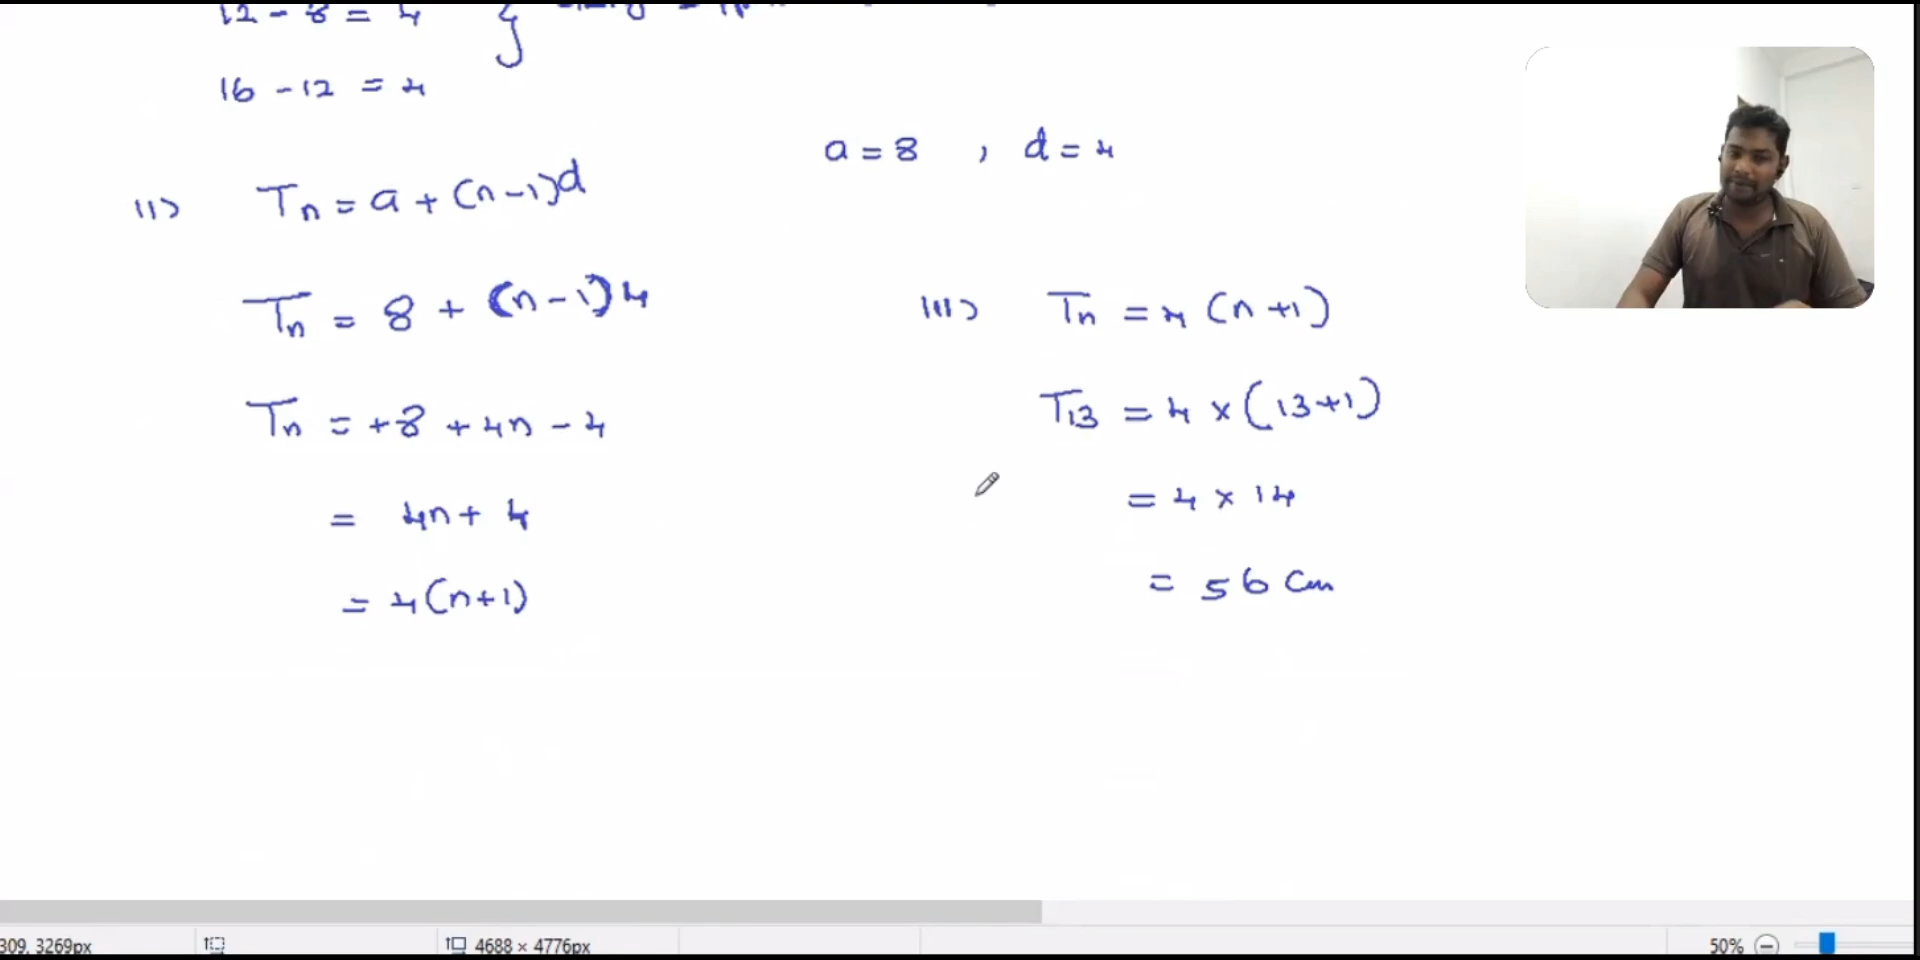 12 - 8 = 4 }
16 - 12 = 4
a = 8 , d = 4
ii) Tn = a + (n - 1)d
Tn = 8 + (n - 1)4
Tn = +8 + 4n - 4
= 4n + 4
= 4(n+1)
iii) Tn = 4 (n +1)
T13 = 4 × (13+1)
= 4 × 14
= 56 cm
309, 3269px
4688 × 4776px
50%